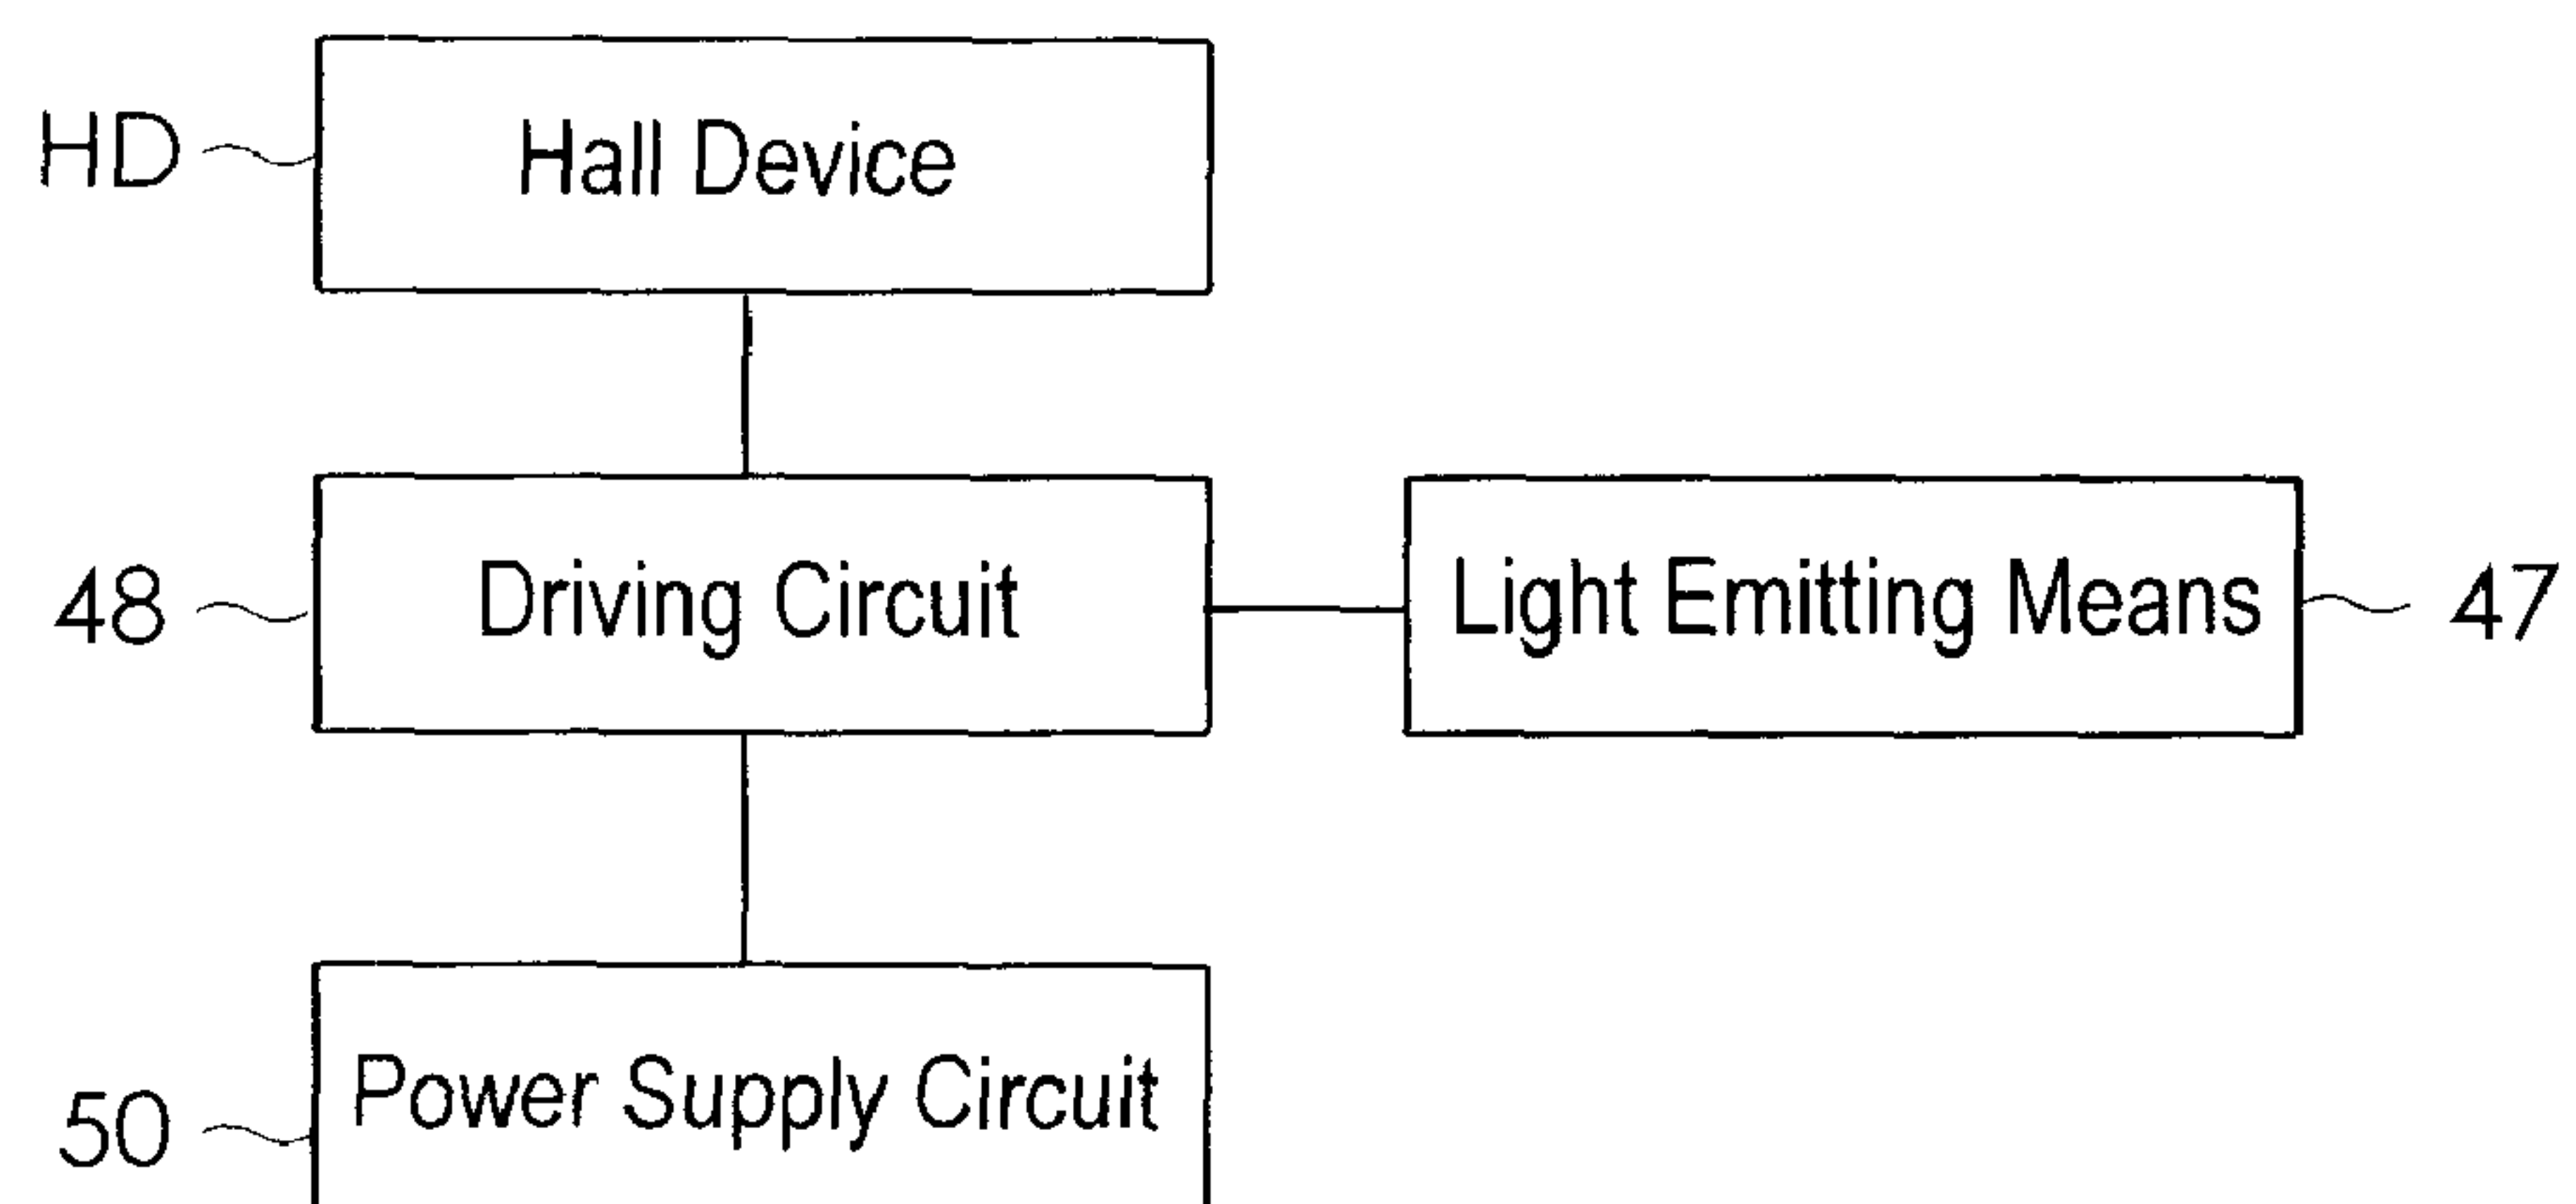 HD
Hall Device
48
Driving Circuit
Light Emitting Means
47
50
Power Supply Circuit